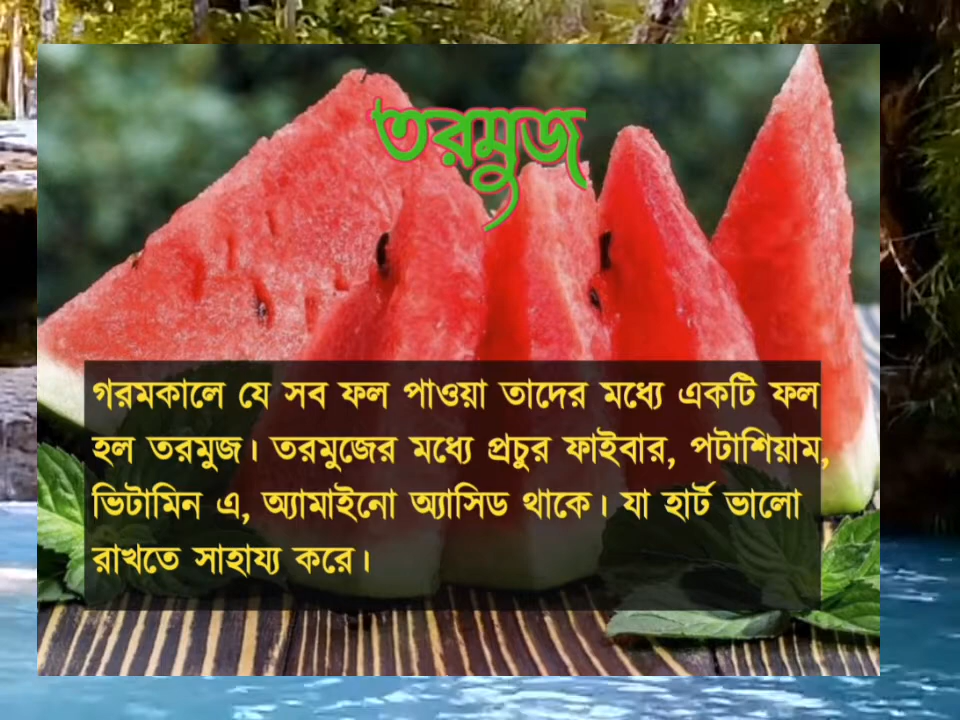 তরমুজ
গরমকালে যে সব ফল পাওয়া তাদের মধ্যে একটি ফল
হল তরমুজ। তরমুজের মধ্যে প্রচুর ফাইবার, পটাশিয়াম,
ভিটামিন এ, অ্যামাইনো অ্যাসিড থাকে। যা হার্ট ভালো
রাখতে সাহায্য করে।